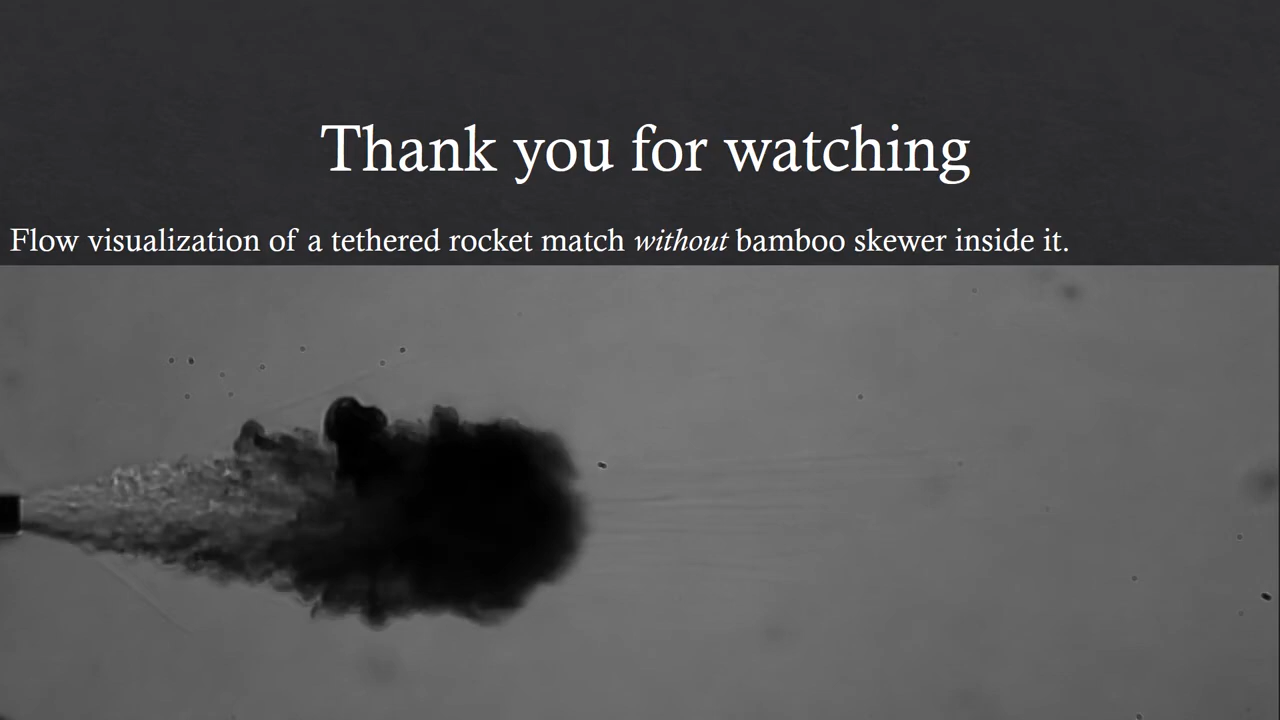 Thank you for watching
Flow visualization of a tethered rocket match without bamboo skewer inside it.